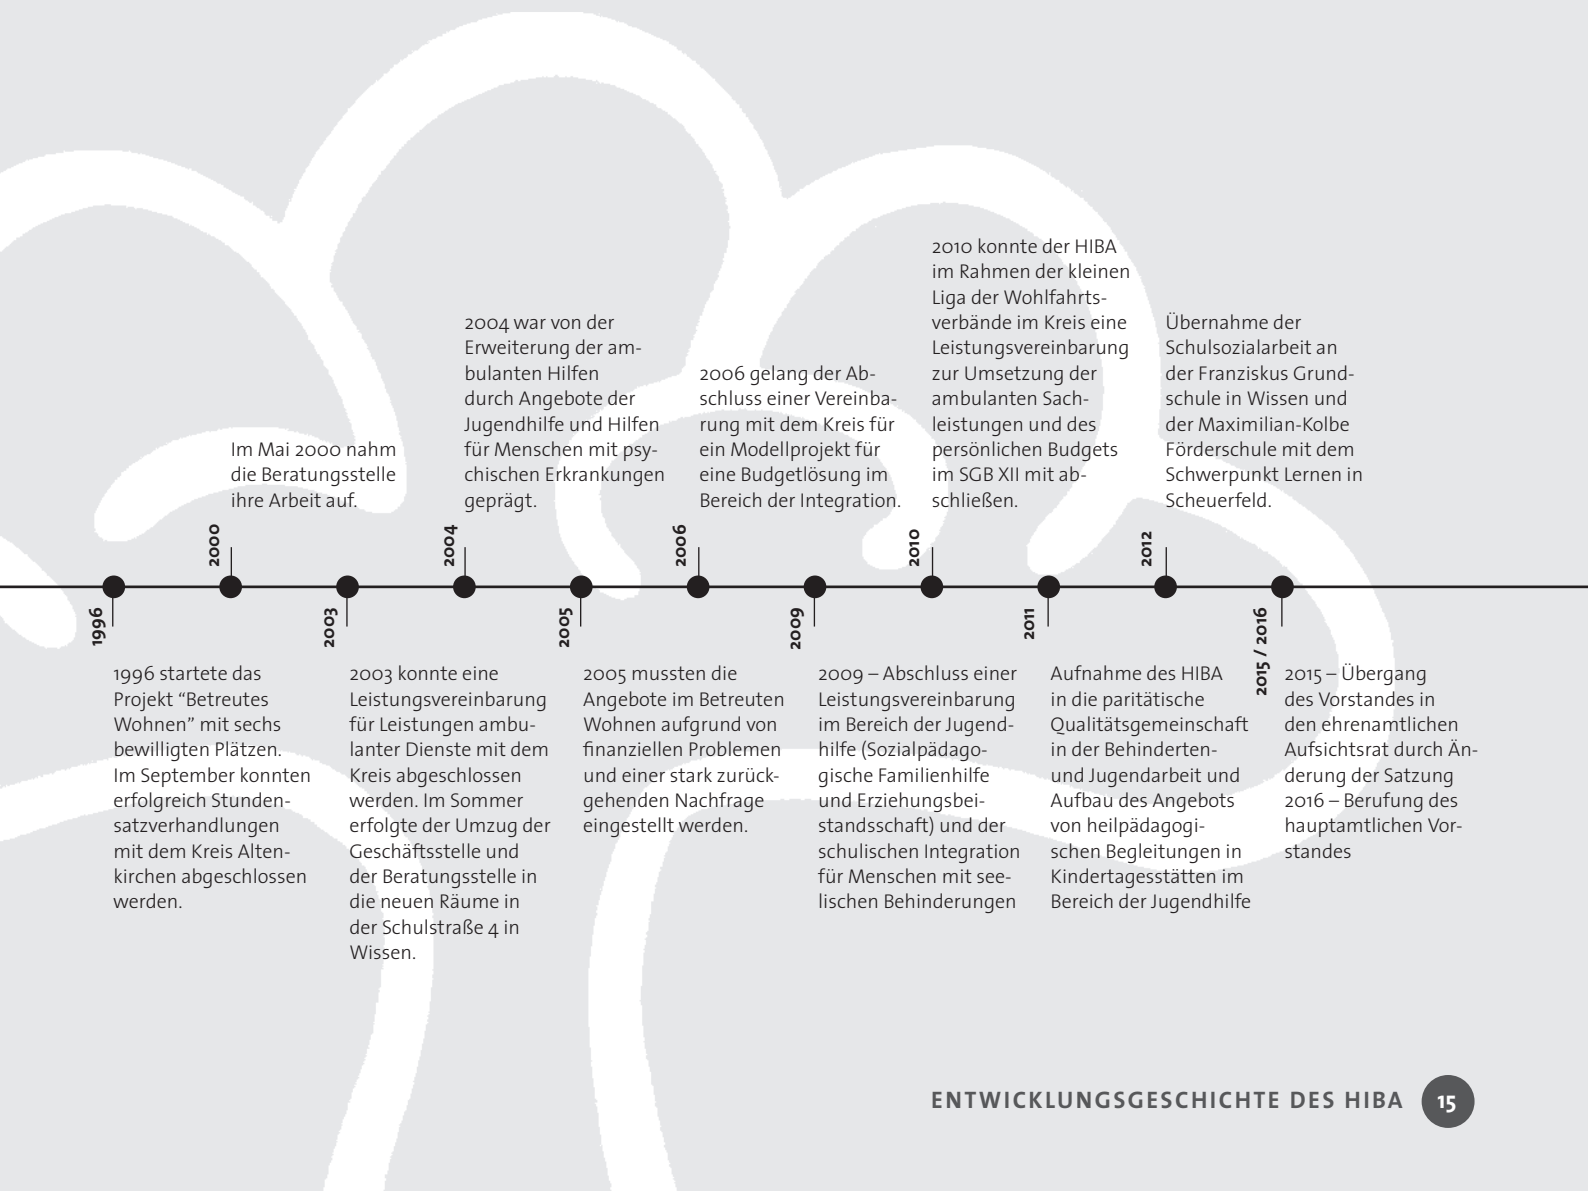 1996
1996 startete das
Projekt “Betreutes
Wohnen” mit sechs
bewilligten Plätzen.
Im September konnten
erfolgreich Stunden-
satzverhandlungen
mit dem Kreis Alten-
kirchen abgeschlossen
werden.
2000
Im Mai 2000 nahm
die Beratungsstelle
ihre Arbeit auf.
2003
2003 konnte eine
Leistungsvereinbarung
für Leistungen ambu-
lanter Dienste mit dem
Kreis abgeschlossen
werden. Im Sommer
erfolgte der Umzug der
Geschäftsstelle und
der Beratungsstelle in
die neuen Räume in
der Schulstraße 4 in
Wissen.
2004
2004 war von der
Erweiterung der am-
bulanten Hilfen
durch Angebote der
Jugendhilfe und Hilfen
für Menschen mit psy-
chischen Erkrankungen
geprägt.
2005
2005 mussten die
Angebote im Betreuten
Wohnen aufgrund von
finanziellen Problemen
und einer stark zurück-
gehenden Nachfrage
eingestellt werden.
2006
2006 gelang der Ab-
schluss einer Vereinba-
rung mit dem Kreis für
ein Modellprojekt für
eine Budgetlösung im
Bereich der Integration.
2009
2009 – Abschluss einer
Leistungsvereinbarung
im Bereich der Jugend-
hilfe (Sozialpädago-
gische Familienhilfe
und Erziehungsbei-
standsschaft) und der
schulischen Integration
für Menschen mit see-
lischen Behinderungen
2010
2010 konnte der HIBA
im Rahmen der kleinen
Liga der Wohlfahrts-
verbände im Kreis eine
Leistungsvereinbarung
zur Umsetzung der
ambulanten Sach-
leistungen und des
persönlichen Budgets
im SGB XII mit ab-
schließen.
2011
Aufnahme des HIBA
in die paritätische
Qualitätsgemeinschaft
in der Behinderten-
und Jugendarbeit und
Aufbau des Angebots
von heilpädagogi-
schen Begleitungen in
Kindertagesstätten im
Bereich der Jugendhilfe
2012
Übernahme der
Schulsozialarbeit an
der Franziskus Grund-
schule in Wissen und
der Maximilian-Kolbe
Förderschule mit dem
Schwerpunkt Lernen in
Scheuerfeld.
2015 / 2016
2015 – Übergang
des Vorstandes in
den ehrenamtlichen
Aufsichtsrat durch Än-
derung der Satzung
2016 – Berufung des
hauptamtlichen Vor-
standes
ENTWICKLUNGSGESCHICHTE DES HIBA 15